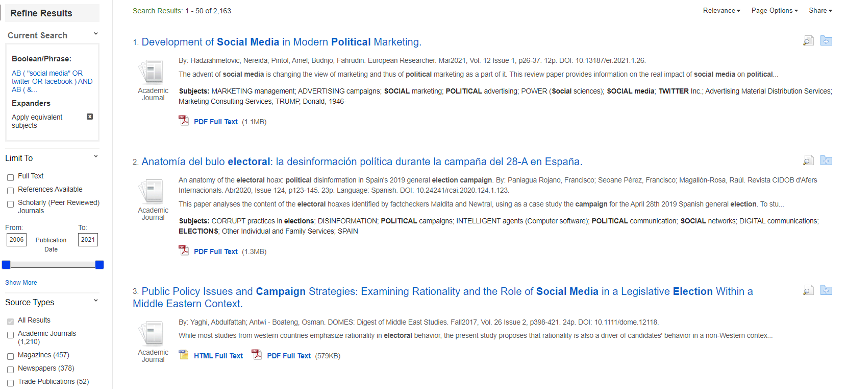 Refine Results
Current Search
Boolean/Phrase:
AB ( "social media" OR
twitter OR facebook ) AND
AB ( &...
Expanders
Apply equivalent
subjects
Limit To
Full Text
References Available
Scholarly (Peer Reviewed)
Journals
From: To:
2006 Publication Date 2021
Show More
Source Types
All Results
Academic Journals
(1,210)
Magazines (457)
Newspapers (378)
Trade Publications (52)
Search Results: 1 - 50 of 2,163
Relevance Page Options Share
1. Development of Social Media in Modern Political Marketing.
Academic
Journal
By: Hadziahmetovic, Nereida; Pintol, Amel; Budnjo, Fahrudin. European Researcher. Mar2021, Vol. 12 Issue 1, p26-37. 12p. DOI: 10.13187/er.2021.1.26.
The advent of social media is changing the view of marketing and thus of political marketing as a part of it. This review paper provides information on the real impact of social media on political...
Subjects: MARKETING management; ADVERTISING campaigns; SOCIAL marketing; POLITICAL advertising; POWER (Social sciences); SOCIAL media; TWITTER Inc.; Advertising Material Distribution Services;
Marketing Consulting Services; TRUMP, Donald, 1946
PDF Full Text (1.1MB)
2. Anatomía del bulo electoral: la desinformación política durante la campaña del 28-A en España.
Academic
Journal
An anatomy of the electoral hoax: political disinformation in Spain's 2019 general election campaign. By: Paniagua Rojano, Francisco; Seoane Pérez, Francisco; Magallón-Rosa, Raúl. Revista CIDOB d'Afers
Internacionals. Abr2020, Issue 124, p123-145. 23p. Language: Spanish. DOI: 10.24241/rcai.2020.124.1.123.
This paper analyses the content of the electoral hoaxes identified by factcheckers Maldita and Newtral, using as a case study the campaign for the April 28th 2019 Spanish general election. To stu...
Subjects: CORRUPT practices in elections; DISINFORMATION; POLITICAL campaigns; INTELLIGENT agents (Computer software); POLITICAL communication; SOCIAL networks; DIGITAL communications;
ELECTIONS; Other Individual and Family Services; SPAIN
PDF Full Text (1.3MB)
3. Public Policy Issues and Campaign Strategies: Examining Rationality and the Role of Social Media in a Legislative Election Within a
Middle Eastern Context.
Academic
Journal
By: Yaghi, Abdulfattah; Antwi - Boateng, Osman. DOMES: Digest of Middle East Studies. Fall2017, Vol. 26 Issue 2, p398-421. 24p. DOI: 10.1111/dome.12118.
While most studies from western countries emphasize rationality in electoral behavior, the present study proposes that rationality is also a driver of candidates' behavior in a non-Western contex...
HTML Full Text PDF Full Text (579KB)